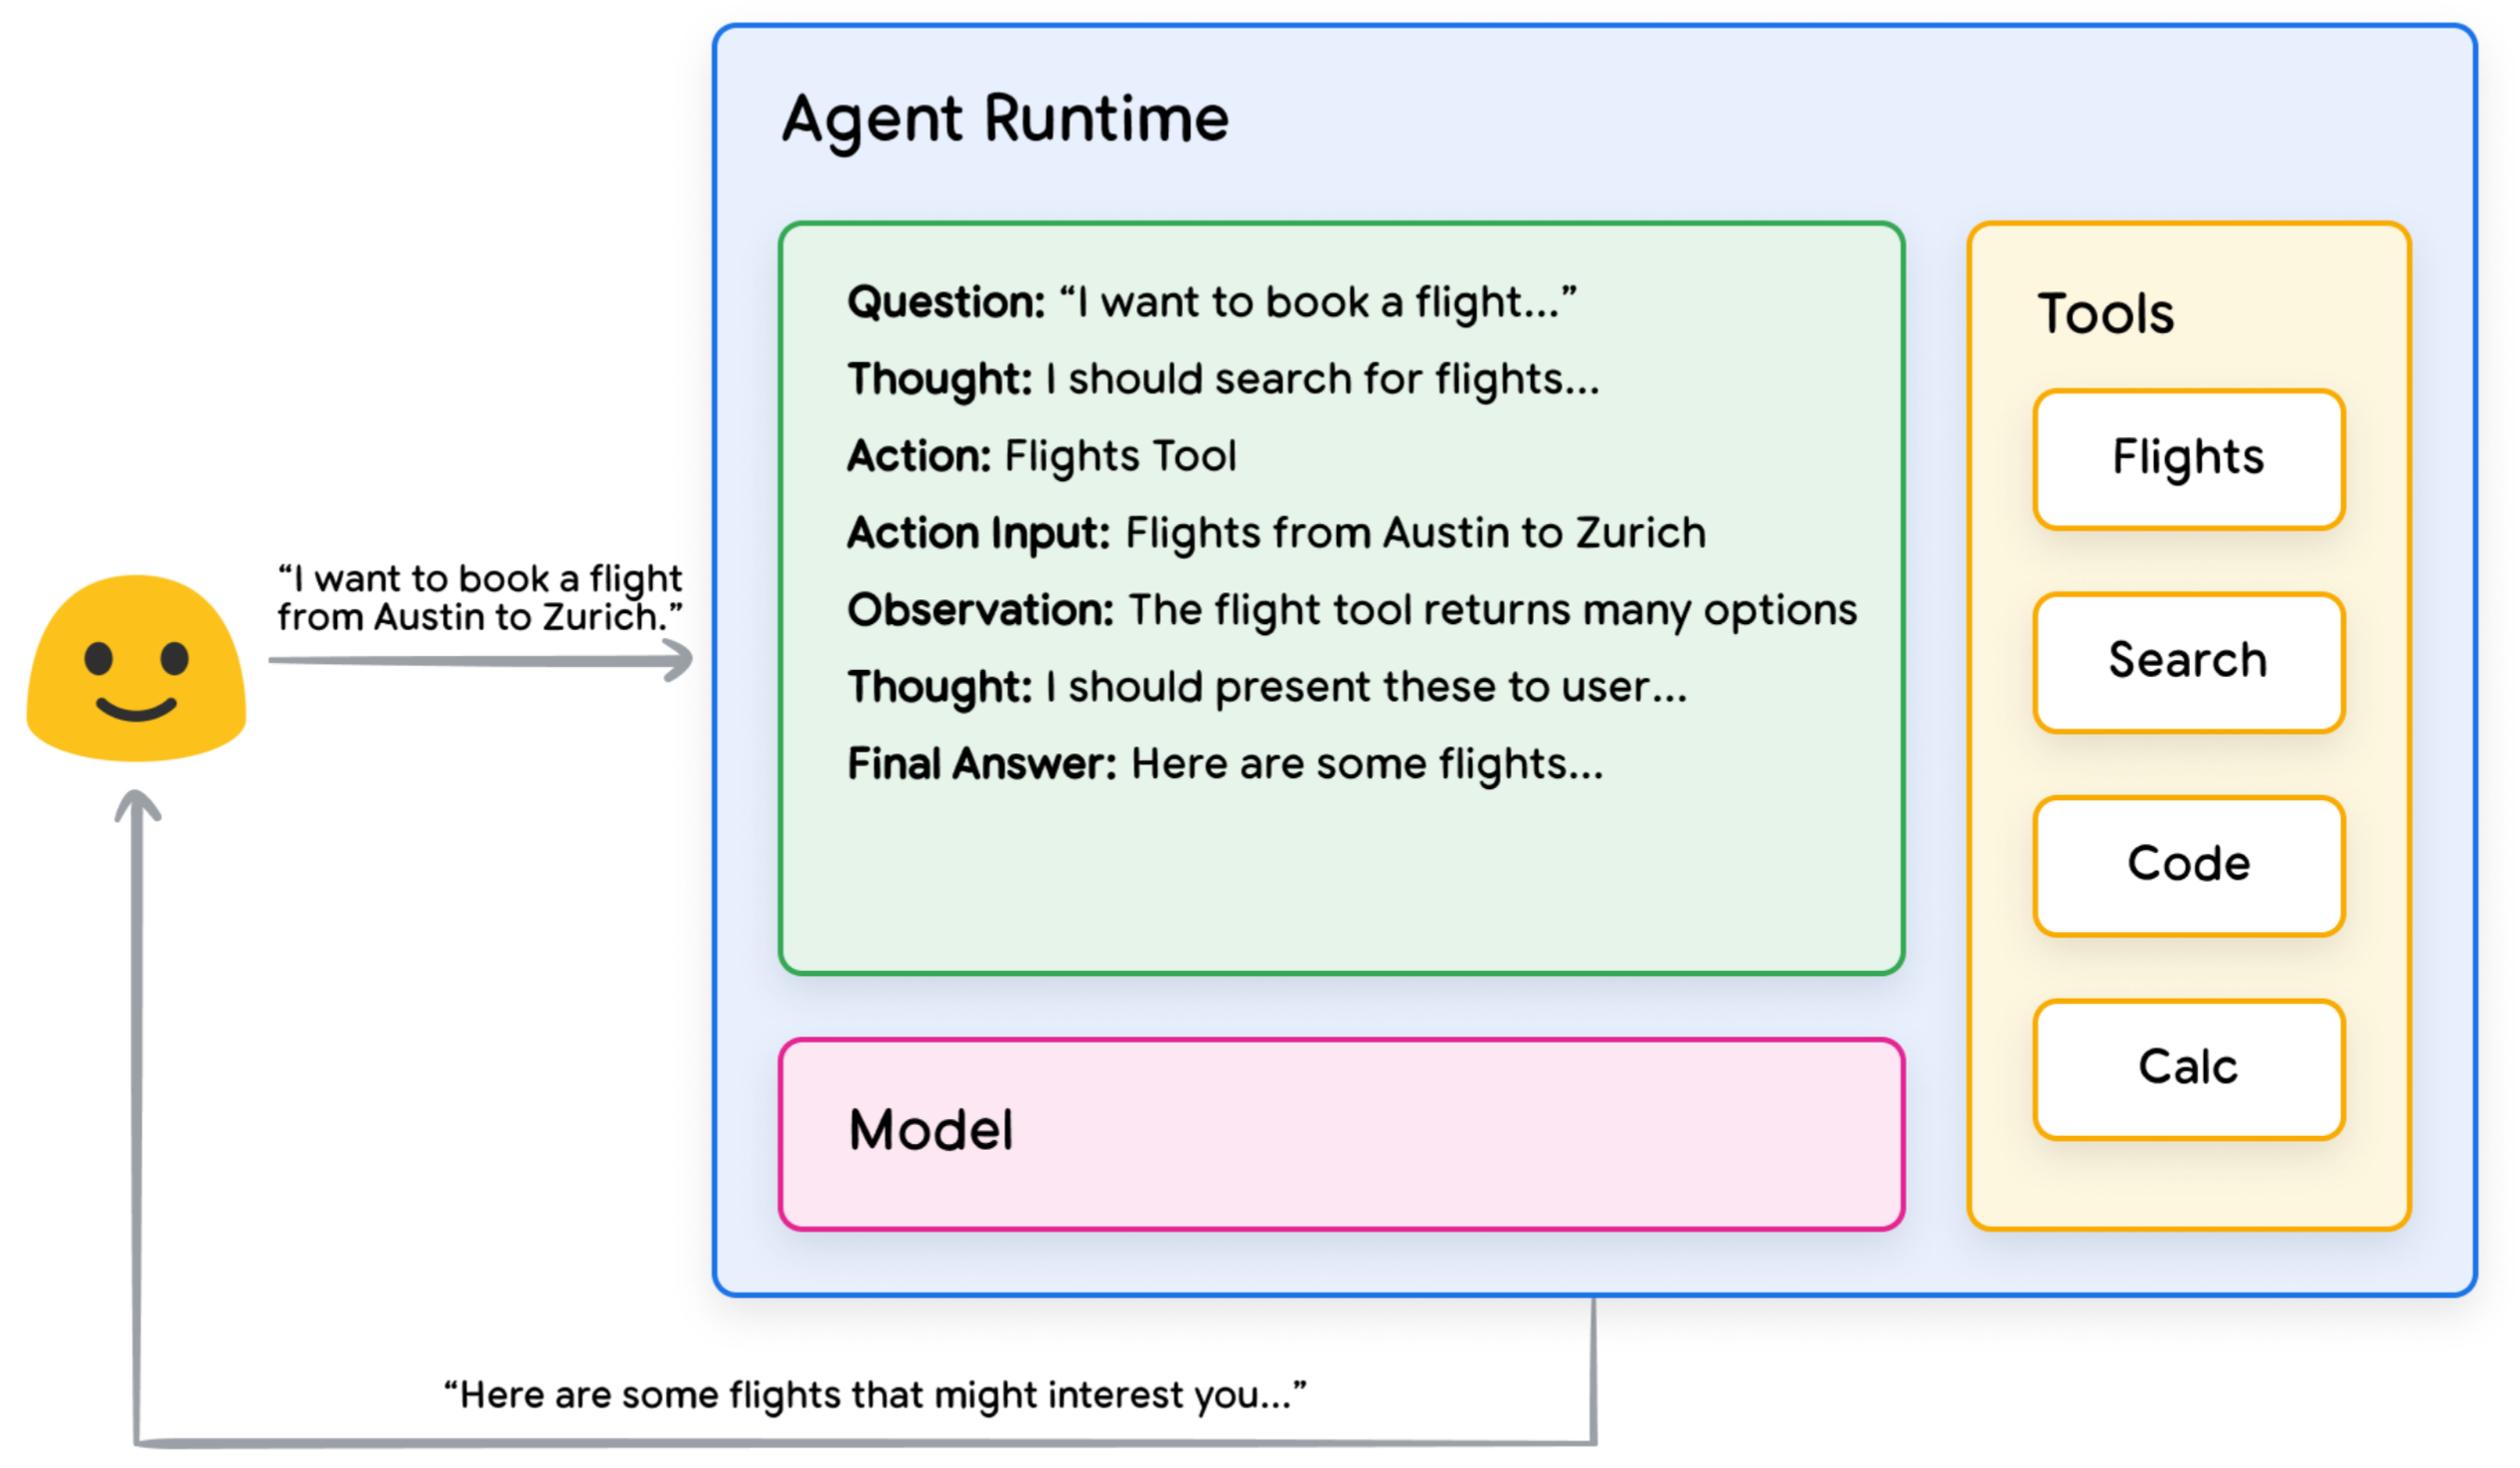 Agent Runtime
Question: “I want to book a flight...”
Thought: I should search for flights...
Action: Flights Tool
Action Input: Flights from Austin to Zurich
Observation: The flight tool returns many options
Thought: I should present these to user...
Final Answer: Here are some flights...
Tools
Flights
Search
Code
Calc
Model
“I want to book a flight
from Austin to Zurich.”
“Here are some flights that might interest you...”